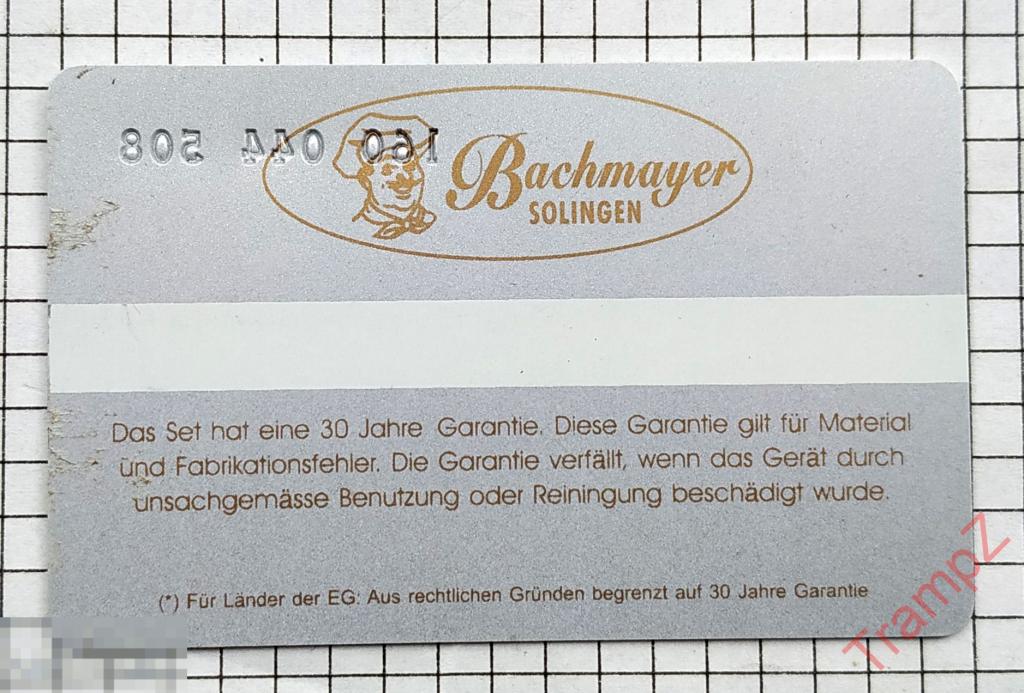 160 044 508
Bachmayer
SOLINGEN
Das Set hat eine 30 Jahre Garantie. Diese Garantie gilt für Material
und Fabrikationsfehler. Die Garantie verfällt, wenn das Gerät durch
unsachgemässe Benutzung oder Reiningung beschädigt wurde.
(*) Für Länder der EG: Aus rechtlichen Gründen begrenzt auf 30 Jahre Garantie
TrampZ